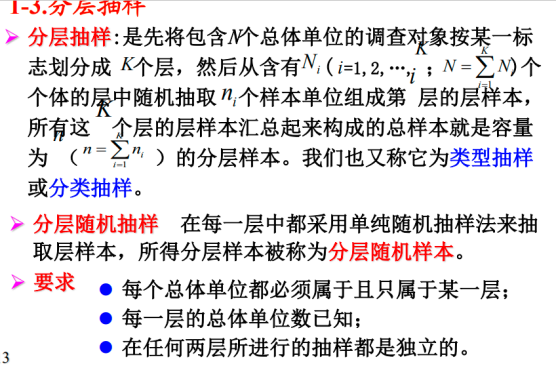 1-3.分层抽样
分层抽样:是先将包含N个总体单位的调查对象按某一标
志划分成 K个层，然后从含有Nᵢ(i=1,2,…,K; N=∑ᵢ₌₁ᴷNᵢ)个
个体的层中随机抽取nᵢ个样本单位组成第i层的层样本，
所有这K个层的层样本汇总起来构成的总样本就是容量
为n（n=∑ᵢ₌₁ᴷnᵢ）的分层样本。我们也又称它为类型抽样
或分类抽样。
分层随机抽样 在每一层中都采用单纯随机抽样法来抽
取层样本，所得分层样本被称为分层随机样本。
要求 每个总体单位都必须属于且只属于某一层；
每一层的总体单位数已知；
在任何两层所进行的抽样都是独立的。
3